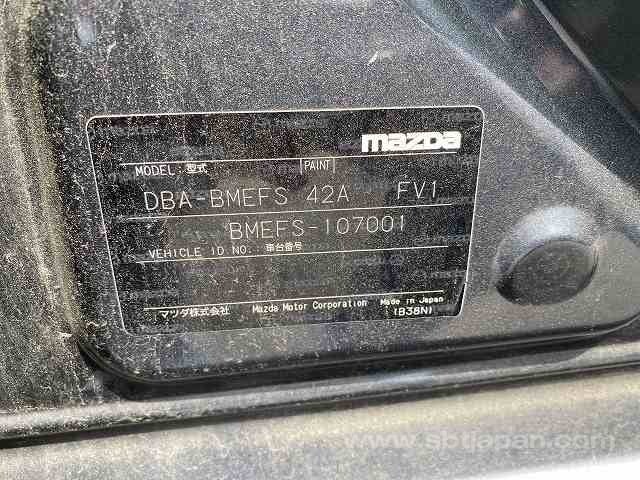 mazda
MODEL:型式 PAINT
DBA-BMEFS 42A FV1
BMEFS-107001
VEHICLE ID NO: 車台番号
マツダ株式会社 Mazda Motor Corporation Made in Japan
(B38N)
www.sbtjapan.com